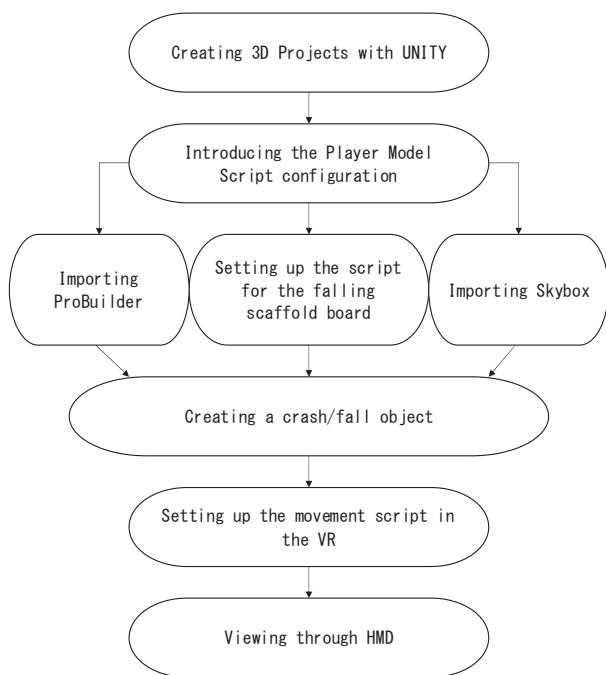 Creating 3D Projects with UNITY
Introducing the Player Model
Script configuration
Importing
ProBuilder
Setting up the script
for the falling
scaffold board
Importing Skybox
Creating a crash/fall object
Setting up the movement script in
the VR
Viewing through HMD